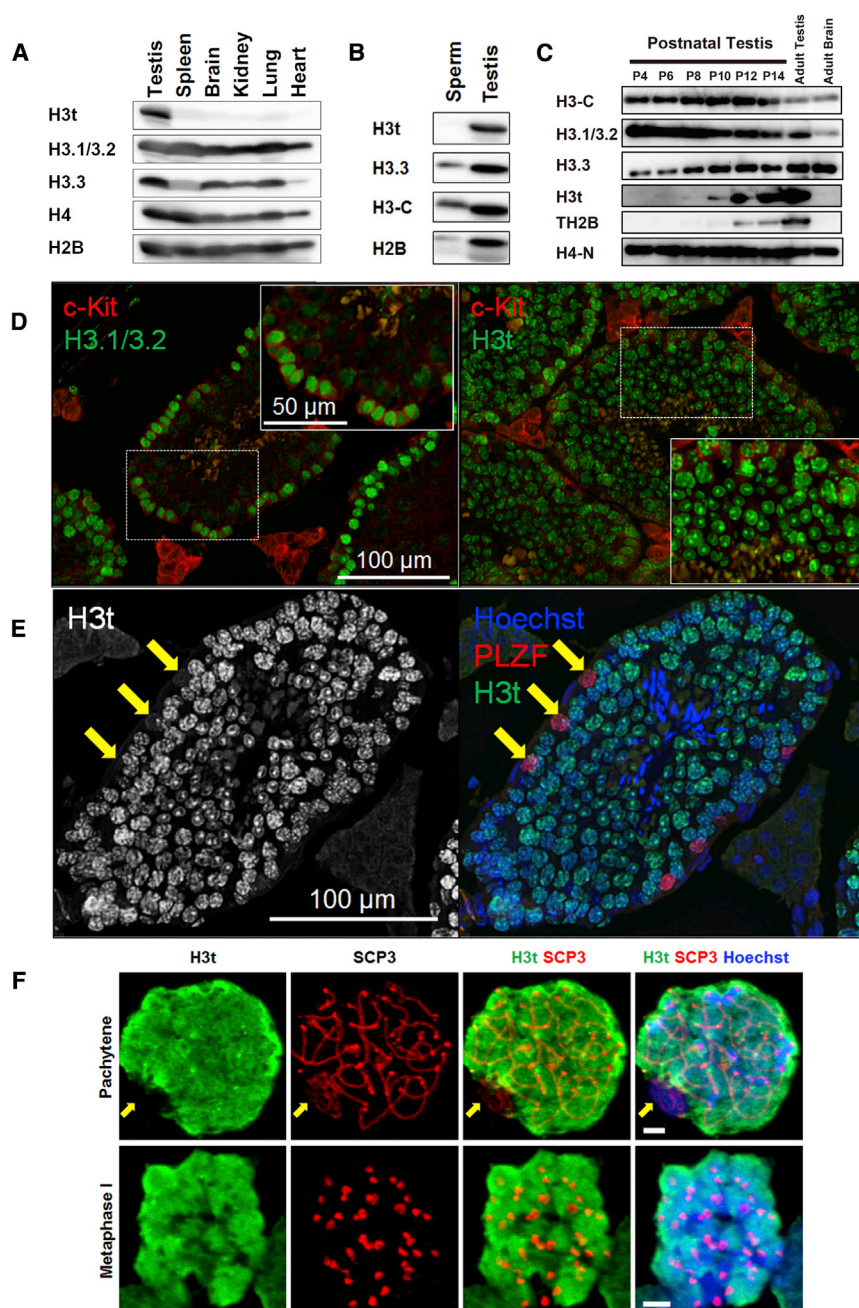 A
Testis
Spleen
Brain
Kidney
Lung
Heart
H3t
H3.1/3.2
H3.3
H4
H2B
B
Sperm
Testis
H3t
H3.3
H3-C
H2B
C
Postnatal Testis
Adult Testis
Adult Brain
P4 P6 P8 P10 P12 P14
H3-C
H3.1/3.2
H3.3
H3t
TH2B
H4-N
D
c-Kit
H3.1/3.2
50 μm
100 μm
c-Kit
H3t
E
H3t
100 μm
Hoechst
PLZF
H3t
F
H3t SCP3 H3t SCP3 H3t SCP3 Hoechst
Pachytene
Metaphase I